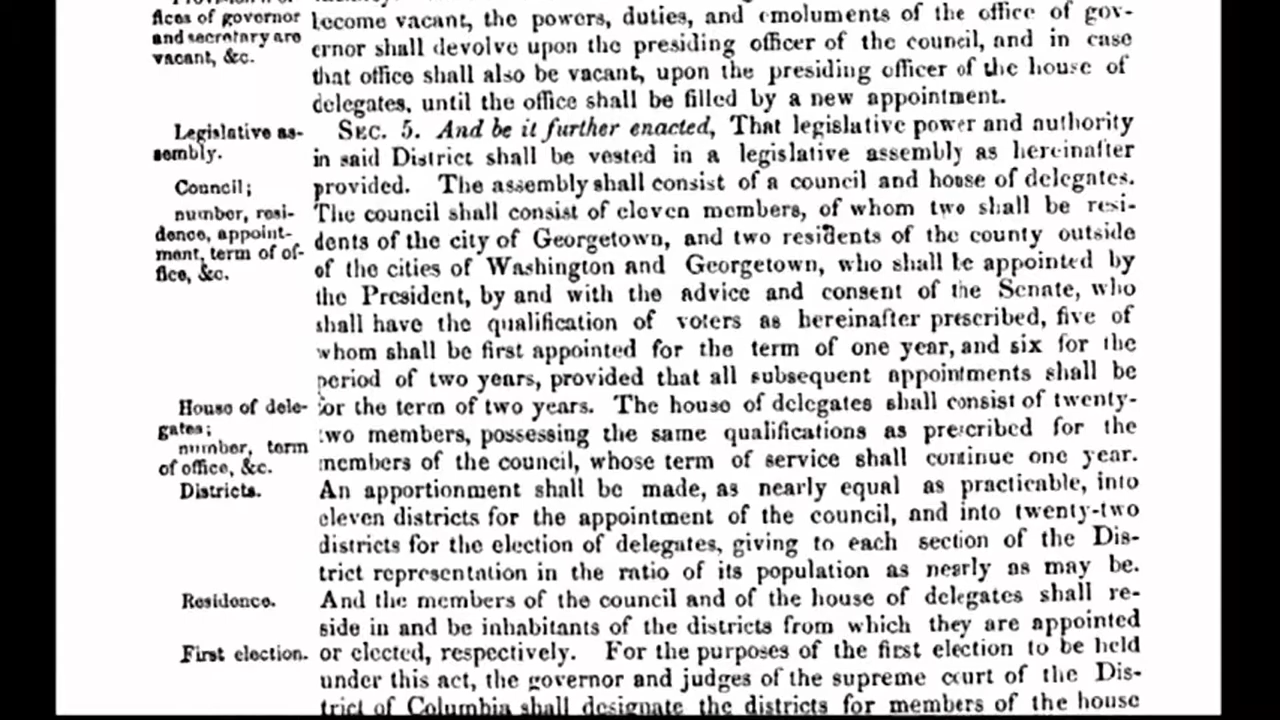 fices of governor
and secretary are
vacant, &c.
become vacant, the powers, duties, and emoluments of the office of gov-
ernor shall devolve upon the presiding officer of the council, and in case
that office shall also be vacant, upon the presiding officer of the house of
delegates, until the office shall be filled by a new appointment.
Legislative as-
sembly.
SEC. 5. And be it further enacted, That legislative power and authority
in said District shall be vested in a legislative assembly as hereinafter
Council;
number, resi-
dence, appoint-
ment, term of of-
fice, &c.
provided. The assembly shall consist of a council and house of delegates.
The council shall consist of eleven members, of whom two shall be resi-
dents of the city of Georgetown, and two residents of the county outside
of the cities of Washington and Georgetown, who shall be appointed by
the President, by and with the advice and consent of the Senate, who
shall have the qualification of voters as hereinafter prescribed, five of
whom shall be first appointed for the term of one year, and six for the
period of two years, provided that all subsequent appointments shall be
House of dele-
gates;
number, term
of office, &c.
for the term of two years. The house of delegates shall consist of twenty-
two members, possessing the same qualifications as prescribed for the
members of the council, whose term of service shall continue one year.
Districts.
An apportionment shall be made, as nearly equal as practicable, into
eleven districts for the appointment of the council, and into twenty-two
districts for the election of delegates, giving to each section of the Dis-
trict representation in the ratio of its population as nearly as may be.
Residence.
And the members of the council and of the house of delegates shall re-
side in and be inhabitants of the districts from which they are appointed
First election.
or elected, respectively. For the purposes of the first election to be held
under this act, the governor and judges of the supreme court of the Dis-
trict of Columbia shall designate the districts for members of the house